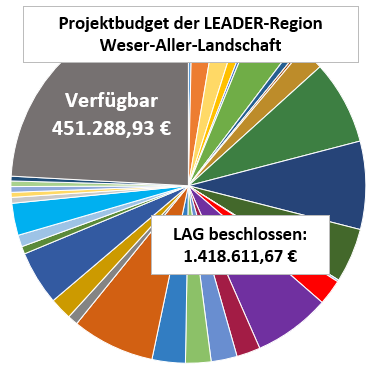 Projektbudget der LEADER-Region
Weser-Aller-Landschaft
Verfügbar
451.288,93 €
LAG beschlossen:
1.418.611,67 €